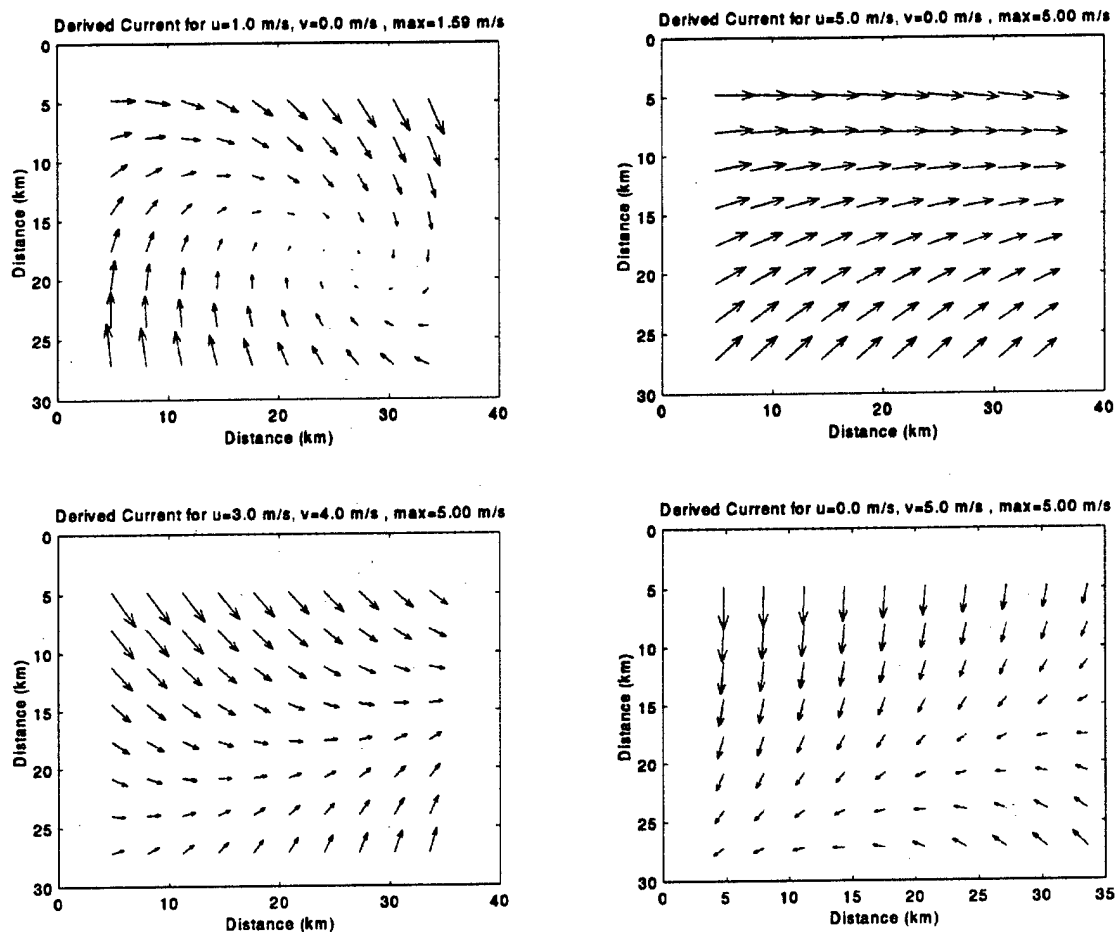 Derived Current for u=1.0 m/s, v=0.0 m/s , max=1.59 m/s
0
5
10
15
20
25
30
Distance (km)
0 10 20 30 40
Distance (km)
Derived Current for u=5.0 m/s, v=0.0 m/s , max=5.00 m/s
0
5
10
15
20
25
30
Distance (km)
0 10 20 30 40
Distance (km)
Derived Current for u=3.0 m/s, v=4.0 m/s , max=5.00 m/s
0
5
10
15
20
25
30
Distance (km)
0 10 20 30 40
Distance (km)
Derived Current for u=0.0 m/s, v=5.0 m/s , max=5.00 m/s
0
5
10
15
20
25
30
Distance (km)
5 10 15 20 25 30 35
Distance (km)